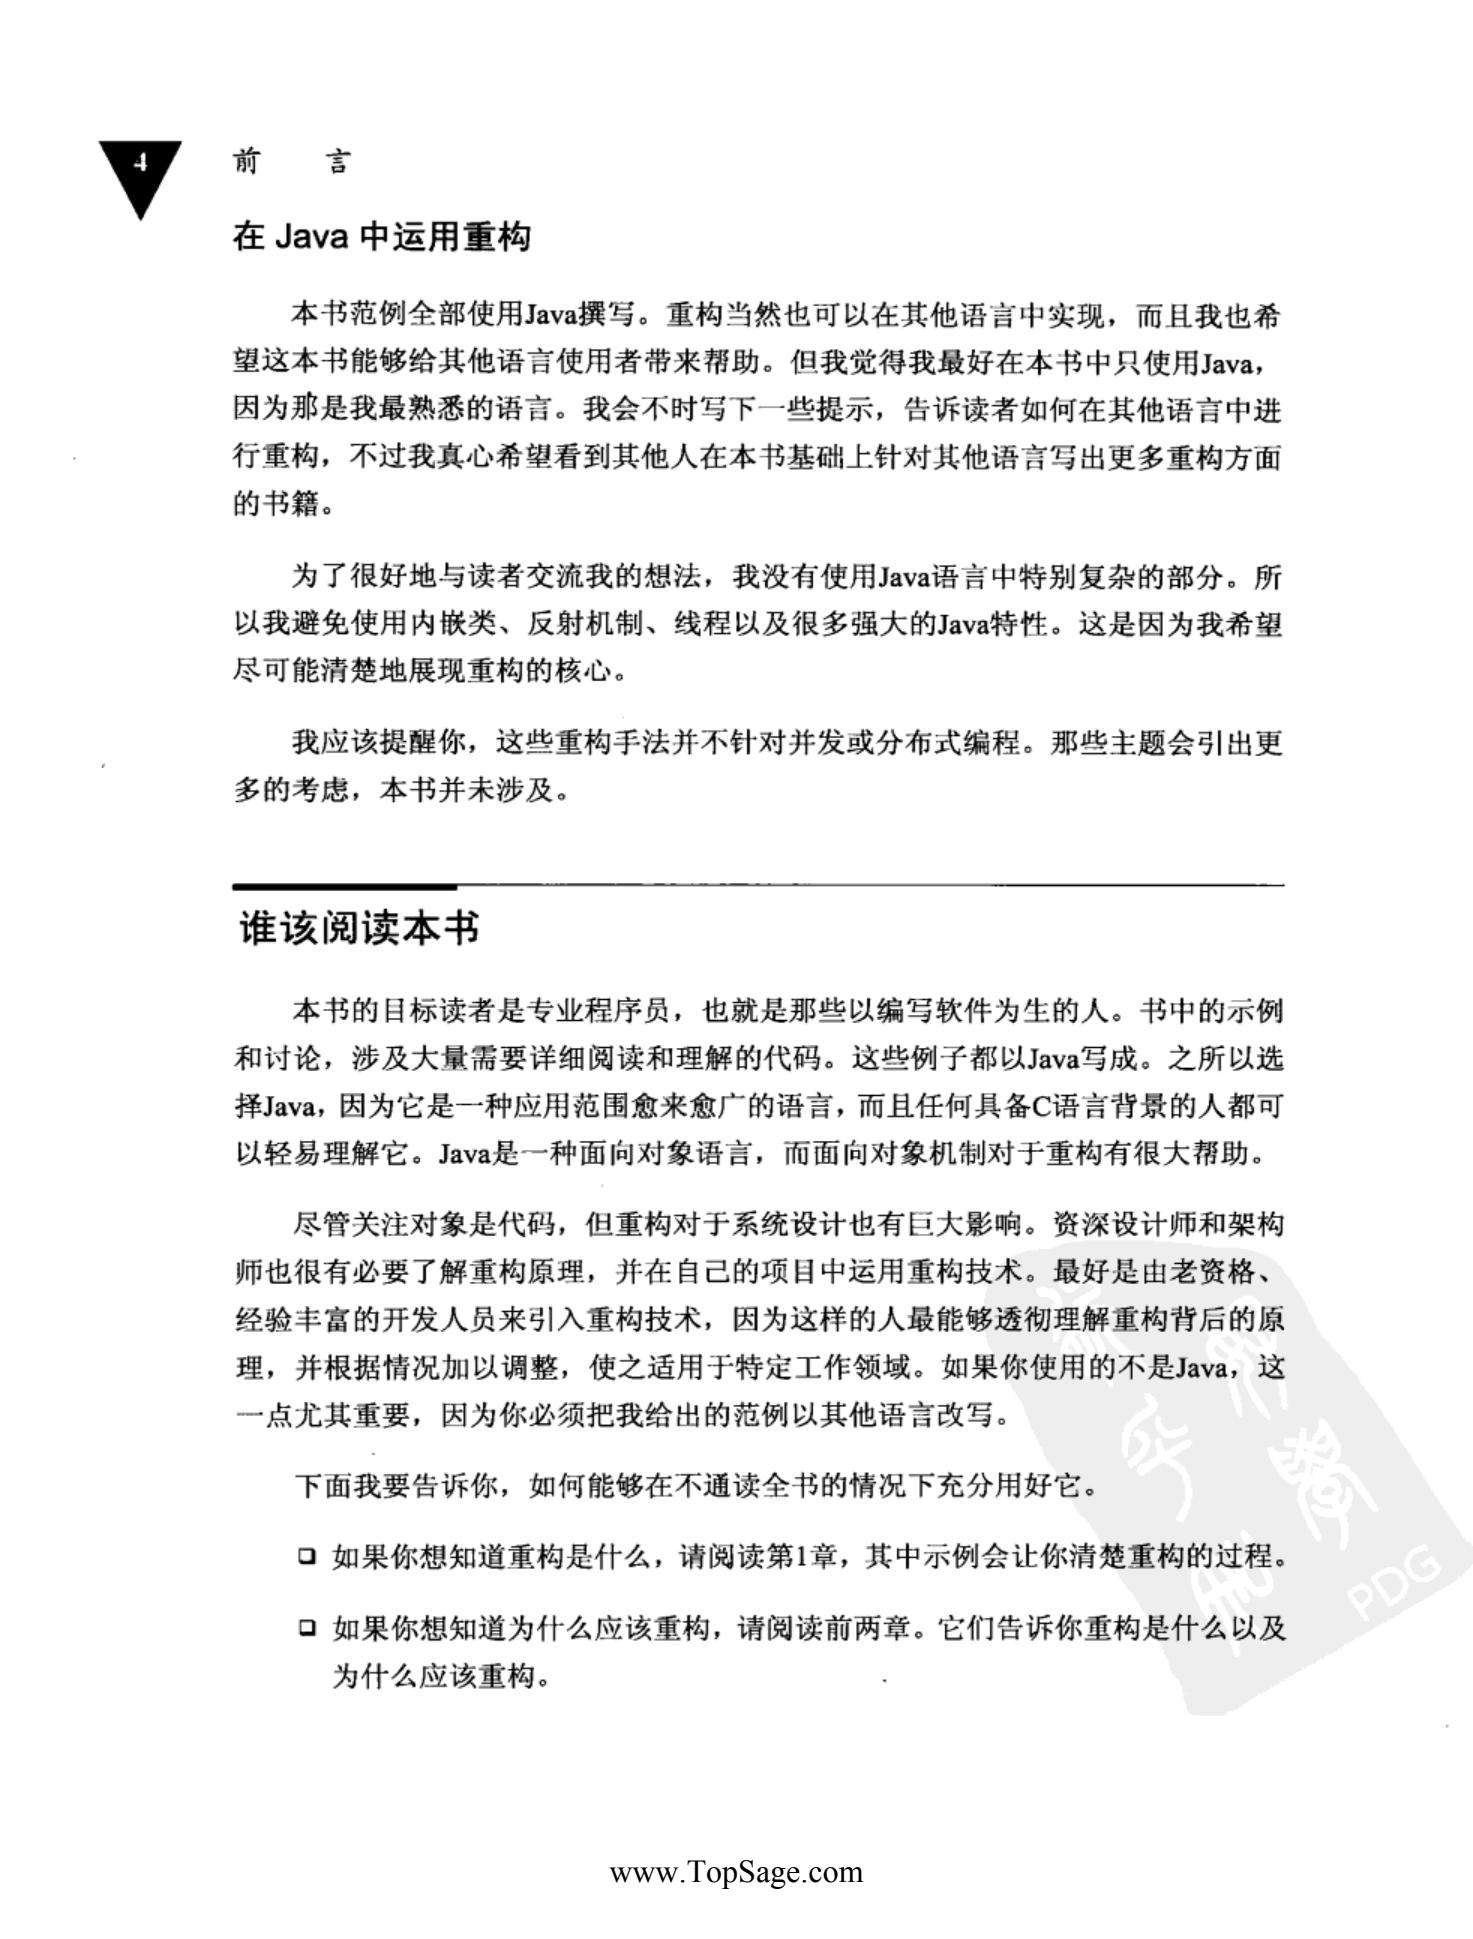 4
前 言
在 Java 中运用重构
本书范例全部使用Java撰写。重构当然也可以在其他语言中实现，而且我也希
望这本书能够给其他语言使用者带来帮助。但我觉得我最好在本书中只使用Java，
因为那是我最熟悉的语言。我会不时写下一些提示，告诉读者如何在其他语言中进
行重构，不过我真心希望看到其他人在本书基础上针对其他语言写出更多重构方面
的书籍。
为了很好地与读者交流我的想法，我没有使用Java语言中特别复杂的部分。所
以我避免使用内嵌类、反射机制、线程以及很多强大的Java特性。这是因为我希望
尽可能清楚地展现重构的核心。
我应该提醒你，这些重构手法并不针对并发或分布式编程。那些主题会引出更
多的考虑，本书并未涉及。
谁该阅读本书
本书的目标读者是专业程序员，也就是那些以编写软件为生的人。书中的示例
和讨论，涉及大量需要详细阅读和理解的代码。这些例子都以Java写成。之所以选
择Java，因为它是一种应用范围愈来愈广的语言，而且任何具备C语言背景的人都可
以轻易理解它。Java是一种面向对象语言，而面向对象机制对于重构有很大帮助。
尽管关注对象是代码，但重构对于系统设计也有巨大影响。资深设计师和架构
师也很有必要了解重构原理，并在自己的项目中运用重构技术。最好是由老资格、
经验丰富的开发人员来引入重构技术，因为这样的人最能够透彻理解重构背后的原
理，并根据情况加以调整，使之适用于特定工作领域。如果你使用的不是Java，这
一点尤其重要，因为你必须把我给出的范例以其他语言改写。
下面我要告诉你，如何能够在不通读全书的情况下充分用好它。
❑ 如果你想知道重构是什么，请阅读第1章，其中示例会让你清楚重构的过程。
❑ 如果你想知道为什么应该重构，请阅读前两章。它们告诉你重构是什么以及
为什么应该重构。
PDG
www.TopSage.com